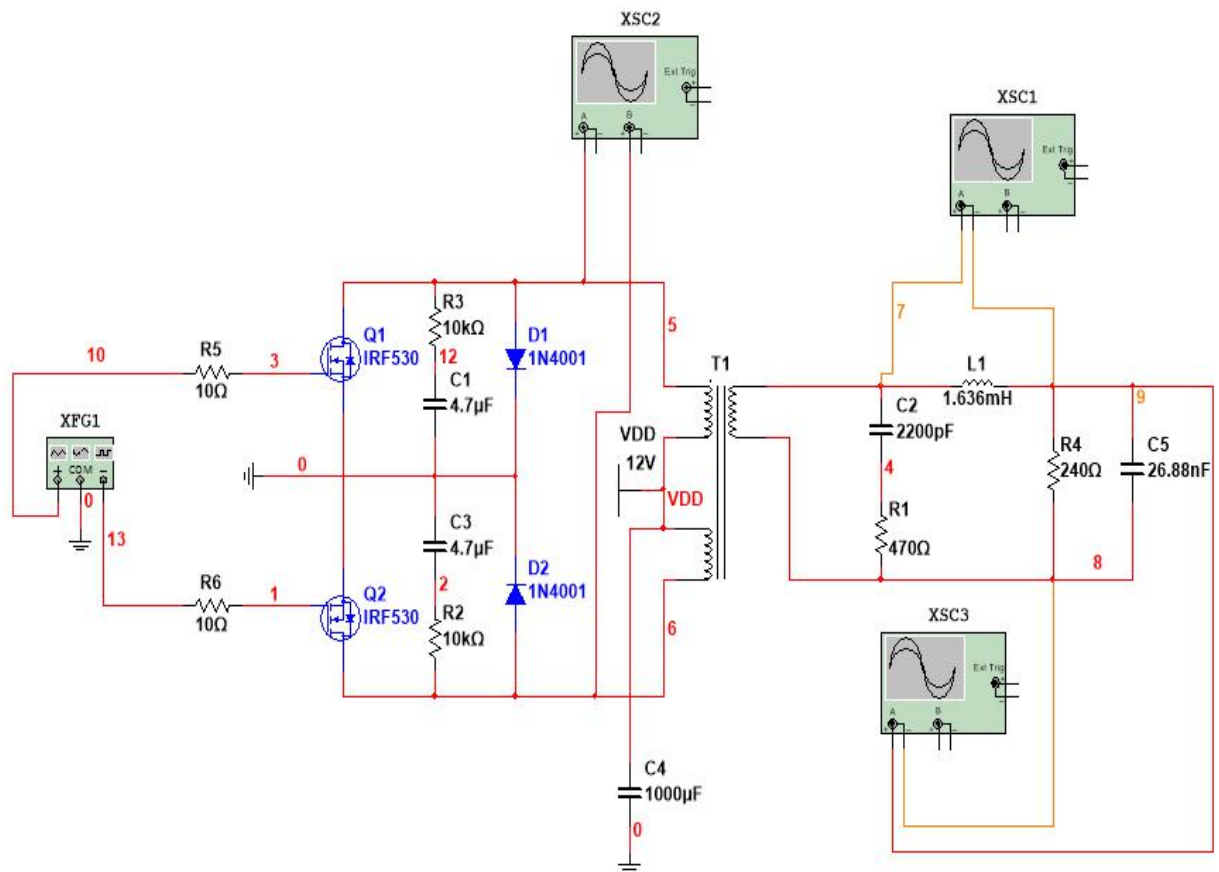 XSC2
Ext Trig
+
−
A
B
+ − + −
XSC1
Ext Trig
+
−
A
B
+ − + −
7
5
R3
10kΩ
12
D1
1N4001
Q1
IRF530
10
R5
10Ω
3
C1
4.7µF
T1
L1
1.636mH
9
C2
2200pF
VDD
12V
XFG1
+ COM −
0
0
R4
240Ω
C5
26.88nF
4
VDD
13
C3
4.7µF
R1
470Ω
D2
1N4001
8
R6
10Ω
1
Q2
IRF530
2
R2
10kΩ
6
XSC3
Ext Trig
+
−
A
B
+ − + −
C4
1000µF
0